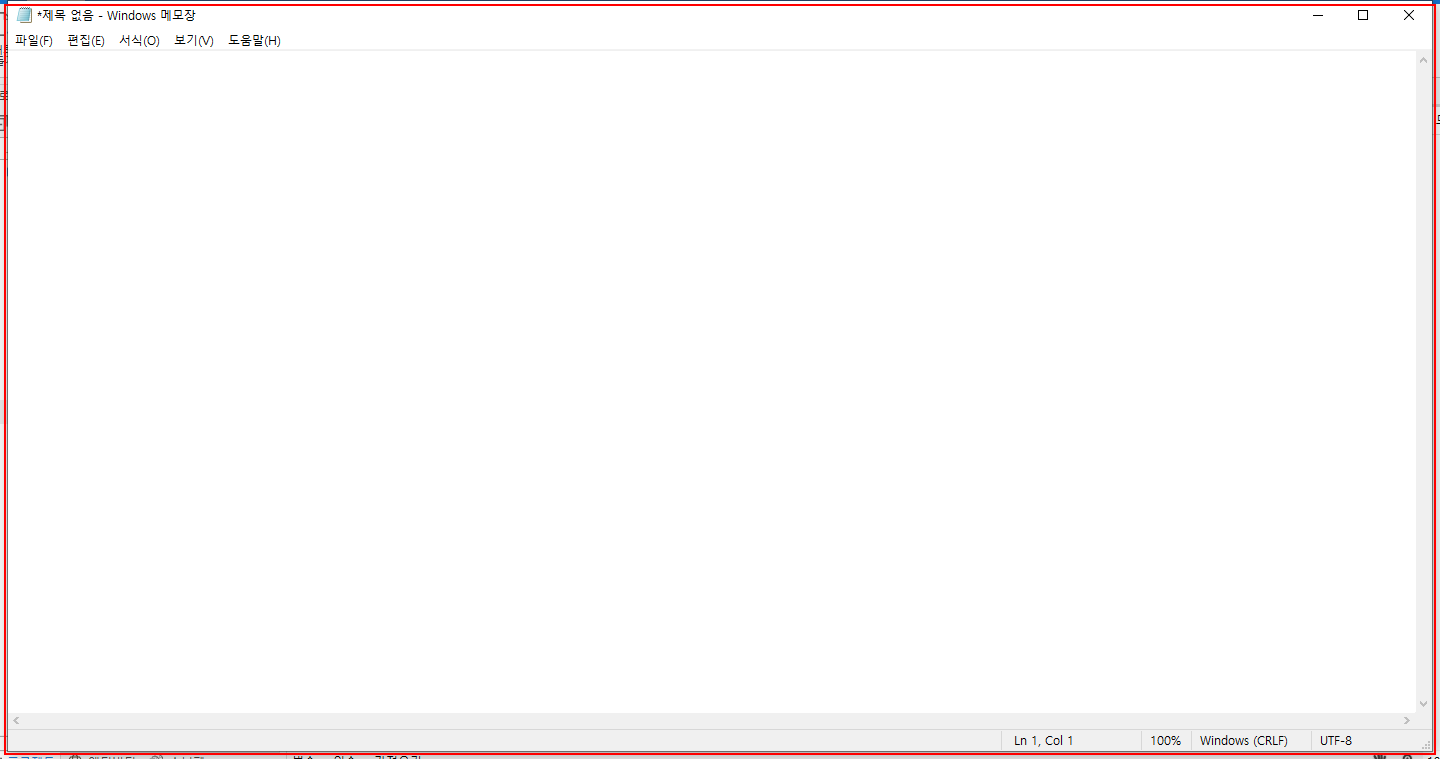 *제목 없음 - Windows 메모장
파일(F) 편집(E) 서식(O) 보기(V) 도움말(H)
Ln 1, Col 1 100% Windows (CRLF) UTF-8